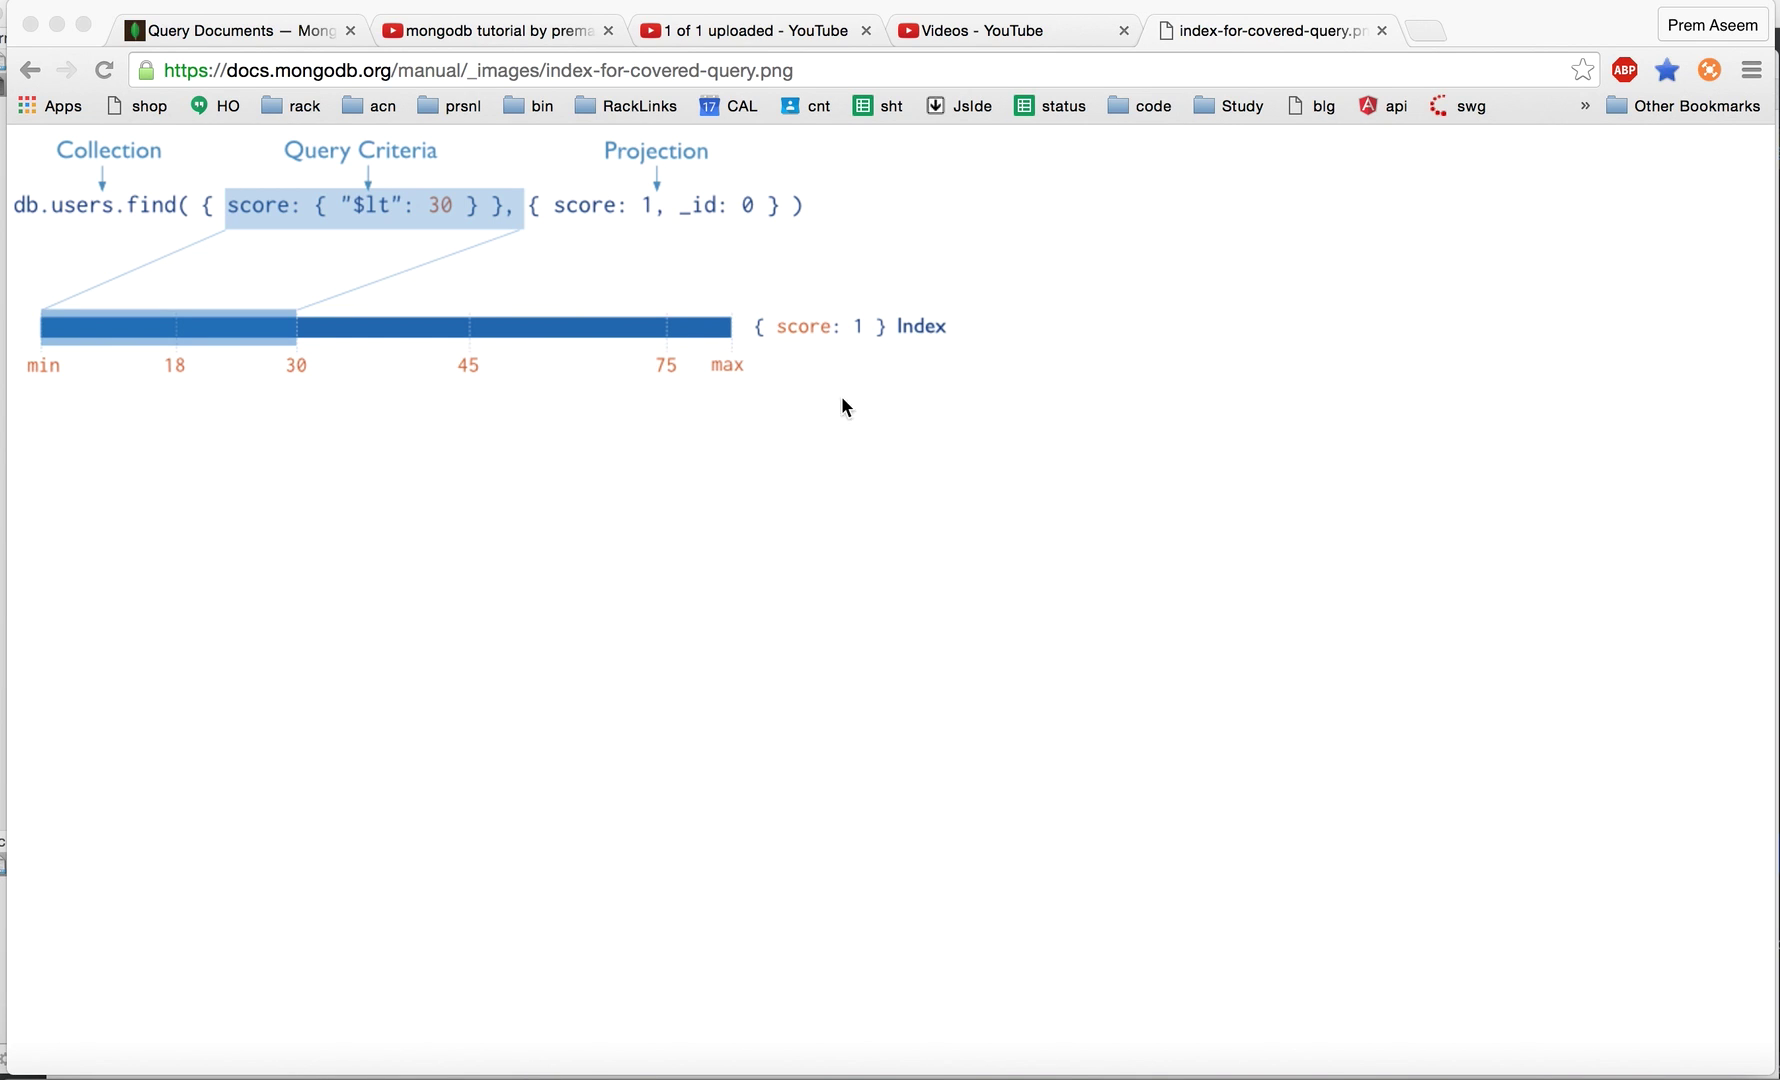 Query Documents — Mong
mongodb tutorial by prema
1 of 1 uploaded - YouTube
Videos - YouTube
index-for-covered-query.pn
Prem Aseem
https://docs.mongodb.org/manual/_images/index-for-covered-query.png
ABP
Apps shop HO rack acn prsnl bin RackLinks 17 CAL cnt sht JsIde status code Study blg api swg » Other Bookmarks
Collection Query Criteria Projection
db.users.find( { score: { "$lt": 30 } }, { score: 1, _id: 0 } )
{ score: 1 } Index
min 18 30 45 75 max